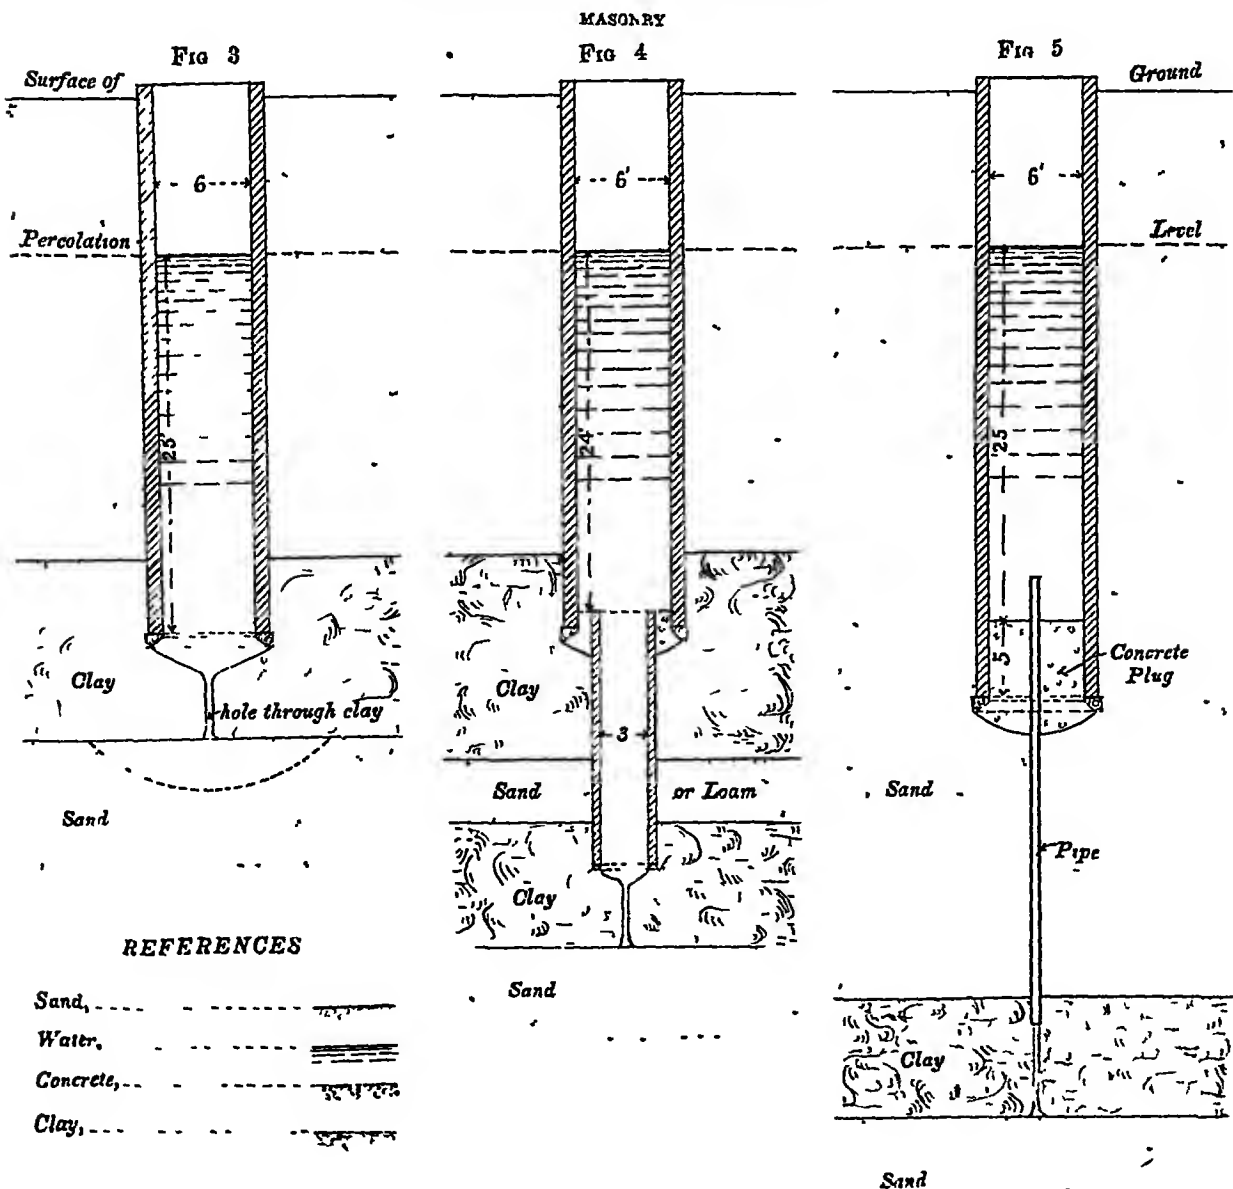 MASONRY
FIG 3
FIG 4
FIG 5
Surface of
Ground
6
6'
6'
Percolation
Level
25'
24'
25'
5'
Concrete
Plug
Clay
hole through clay
Clay
3
Sand
or Loam
Sand
Sand
Pipe
Clay
Sand
Clay
Sand
REFERENCES
Sand,
Water,
Concrete,
Clay,